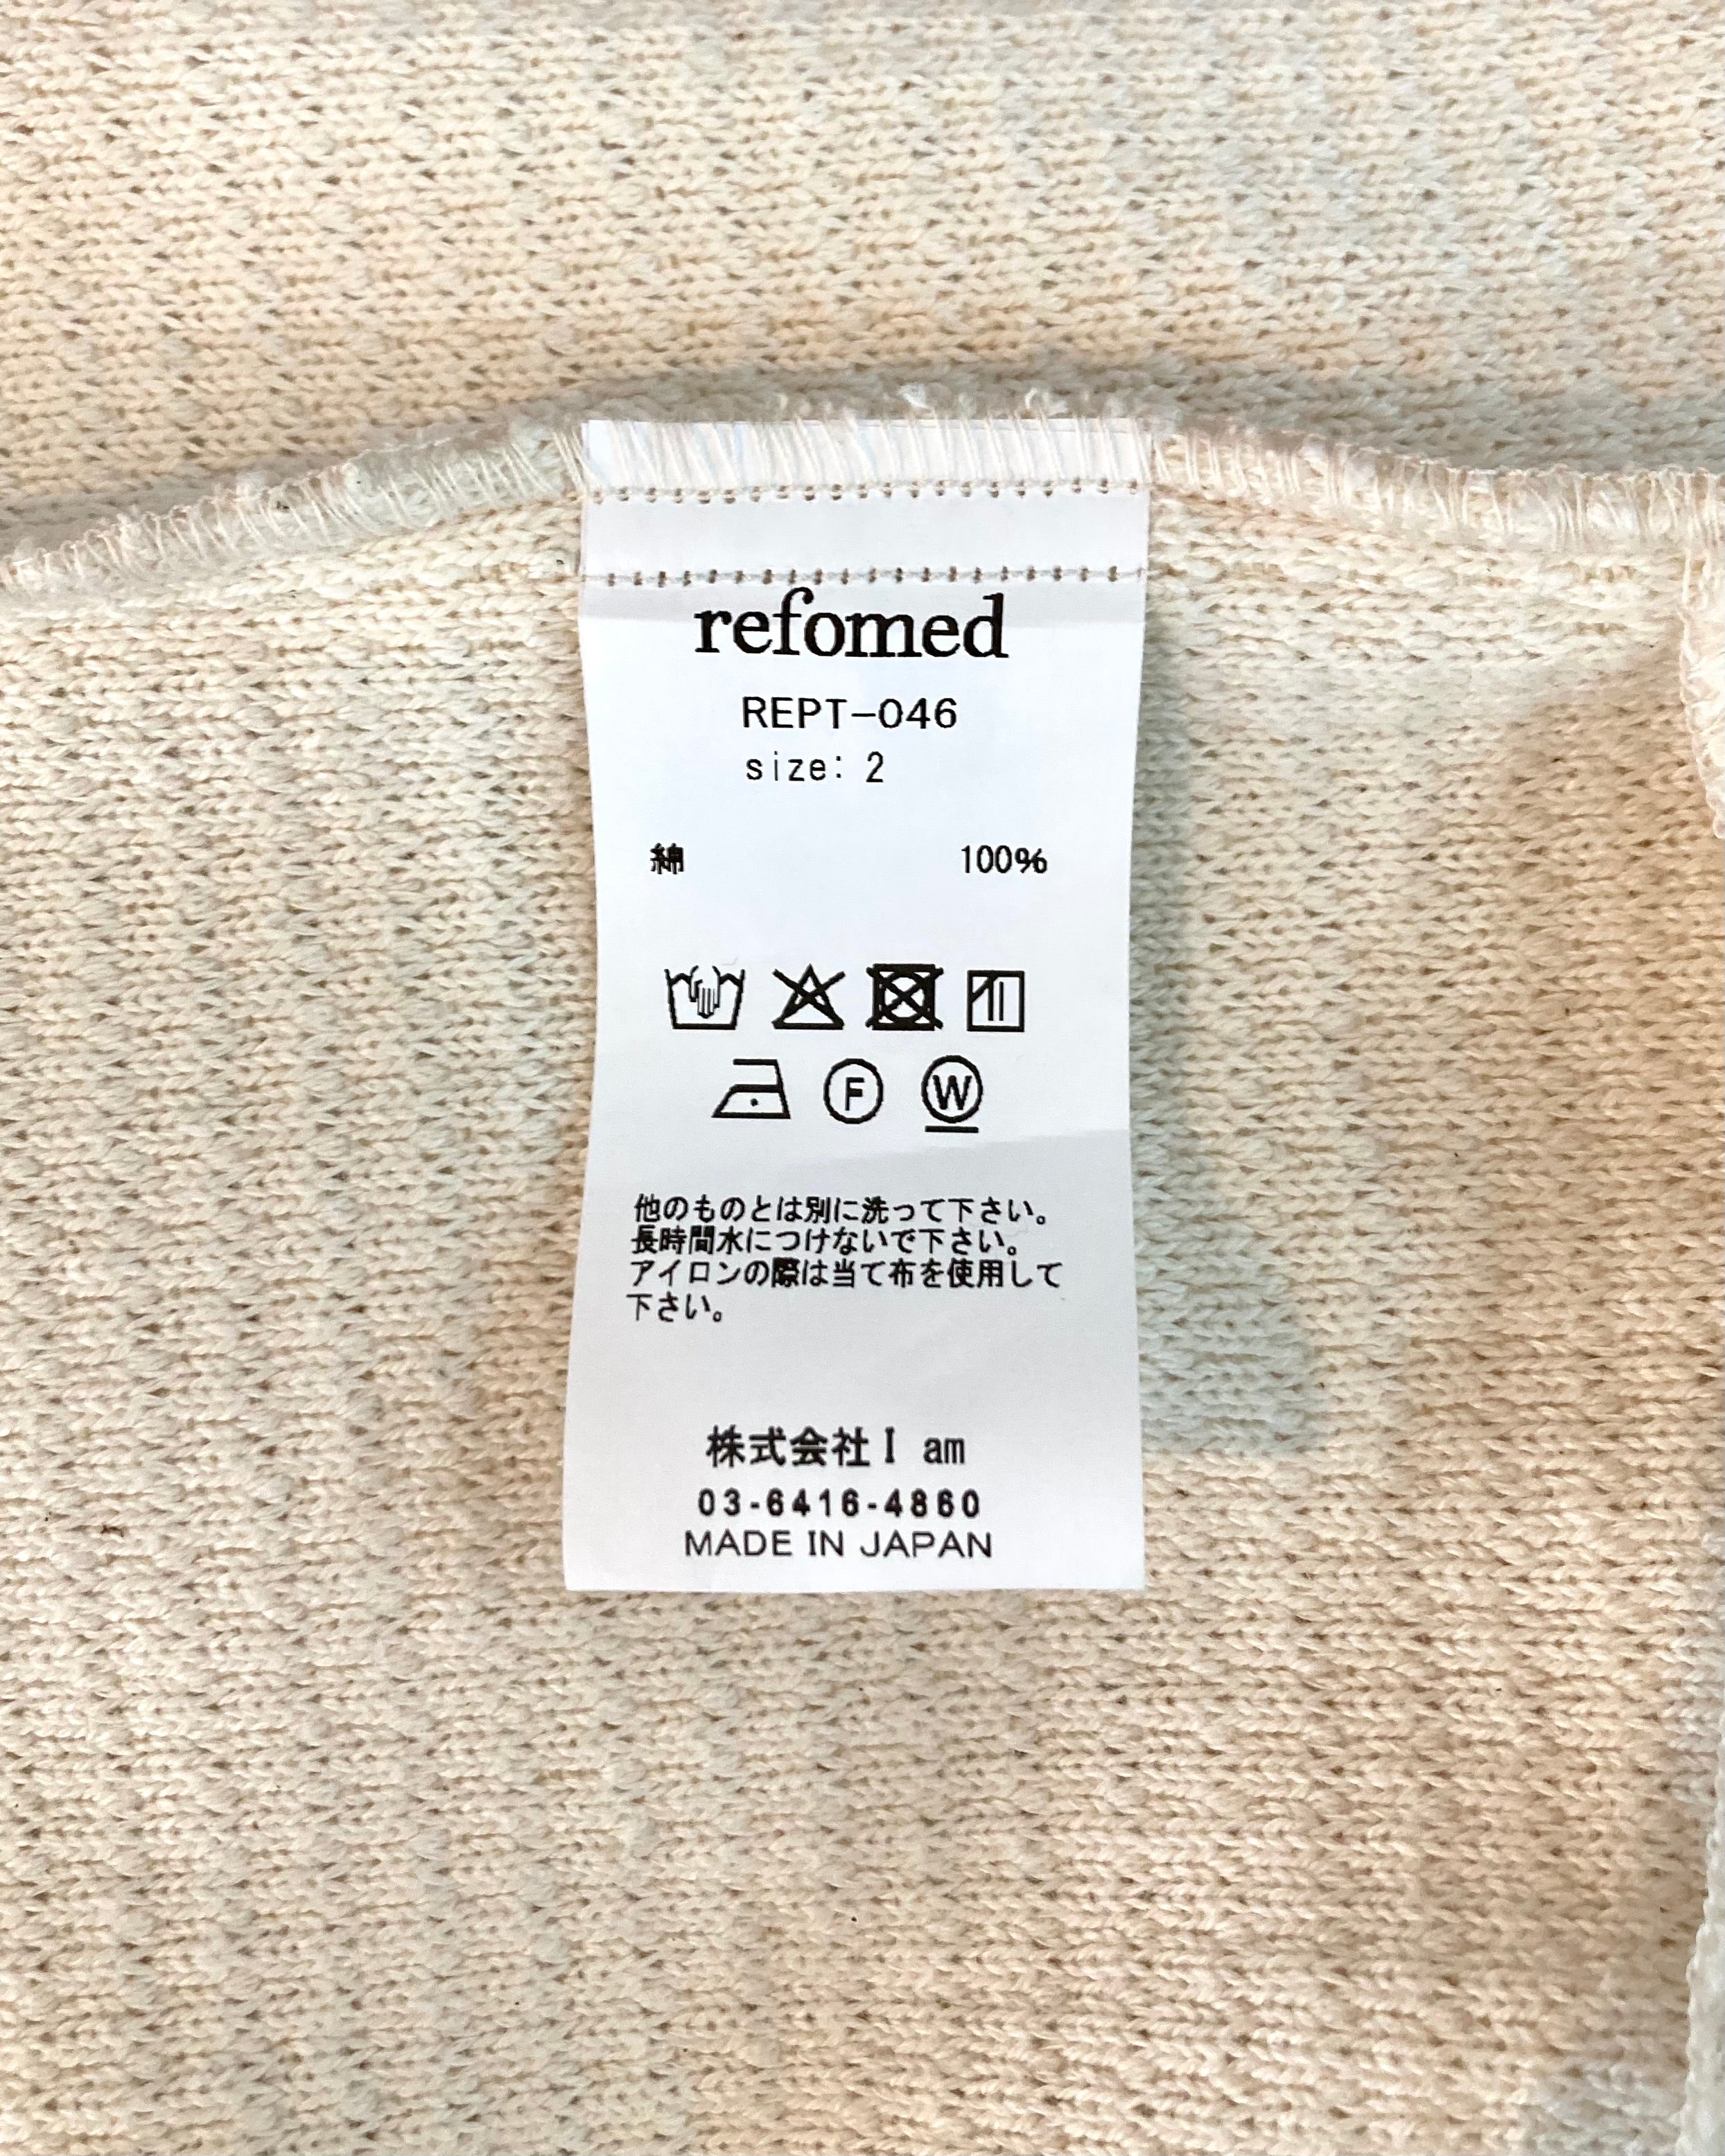 refomed
REPT-046
size: 2
綿 100%
F W
他のものとは別に洗って下さい。
長時間水につけないで下さい。
アイロンの際は当て布を使用して
下さい。
株式会社I am
03-6416-4860
MADE IN JAPAN